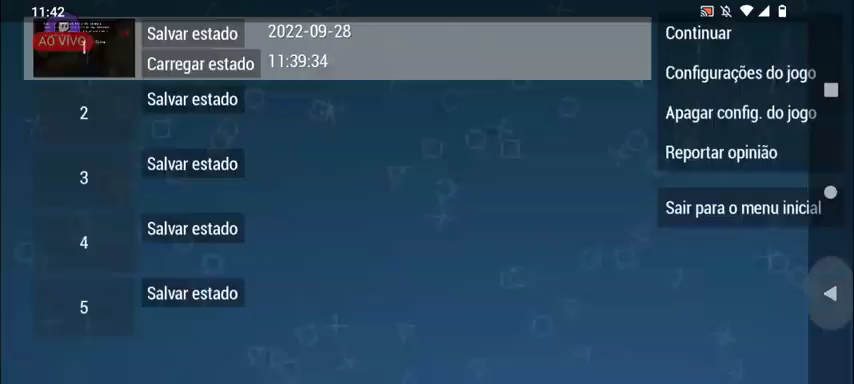 11:42
AO VIVO
1
Salvar estado
2022-09-28
Carregar estado
11:39:34
2
Salvar estado
3
Salvar estado
4
Salvar estado
5
Salvar estado
Continuar
Configurações do jogo
Apagar config. do jogo
Reportar opinião
Sair para o menu inicial